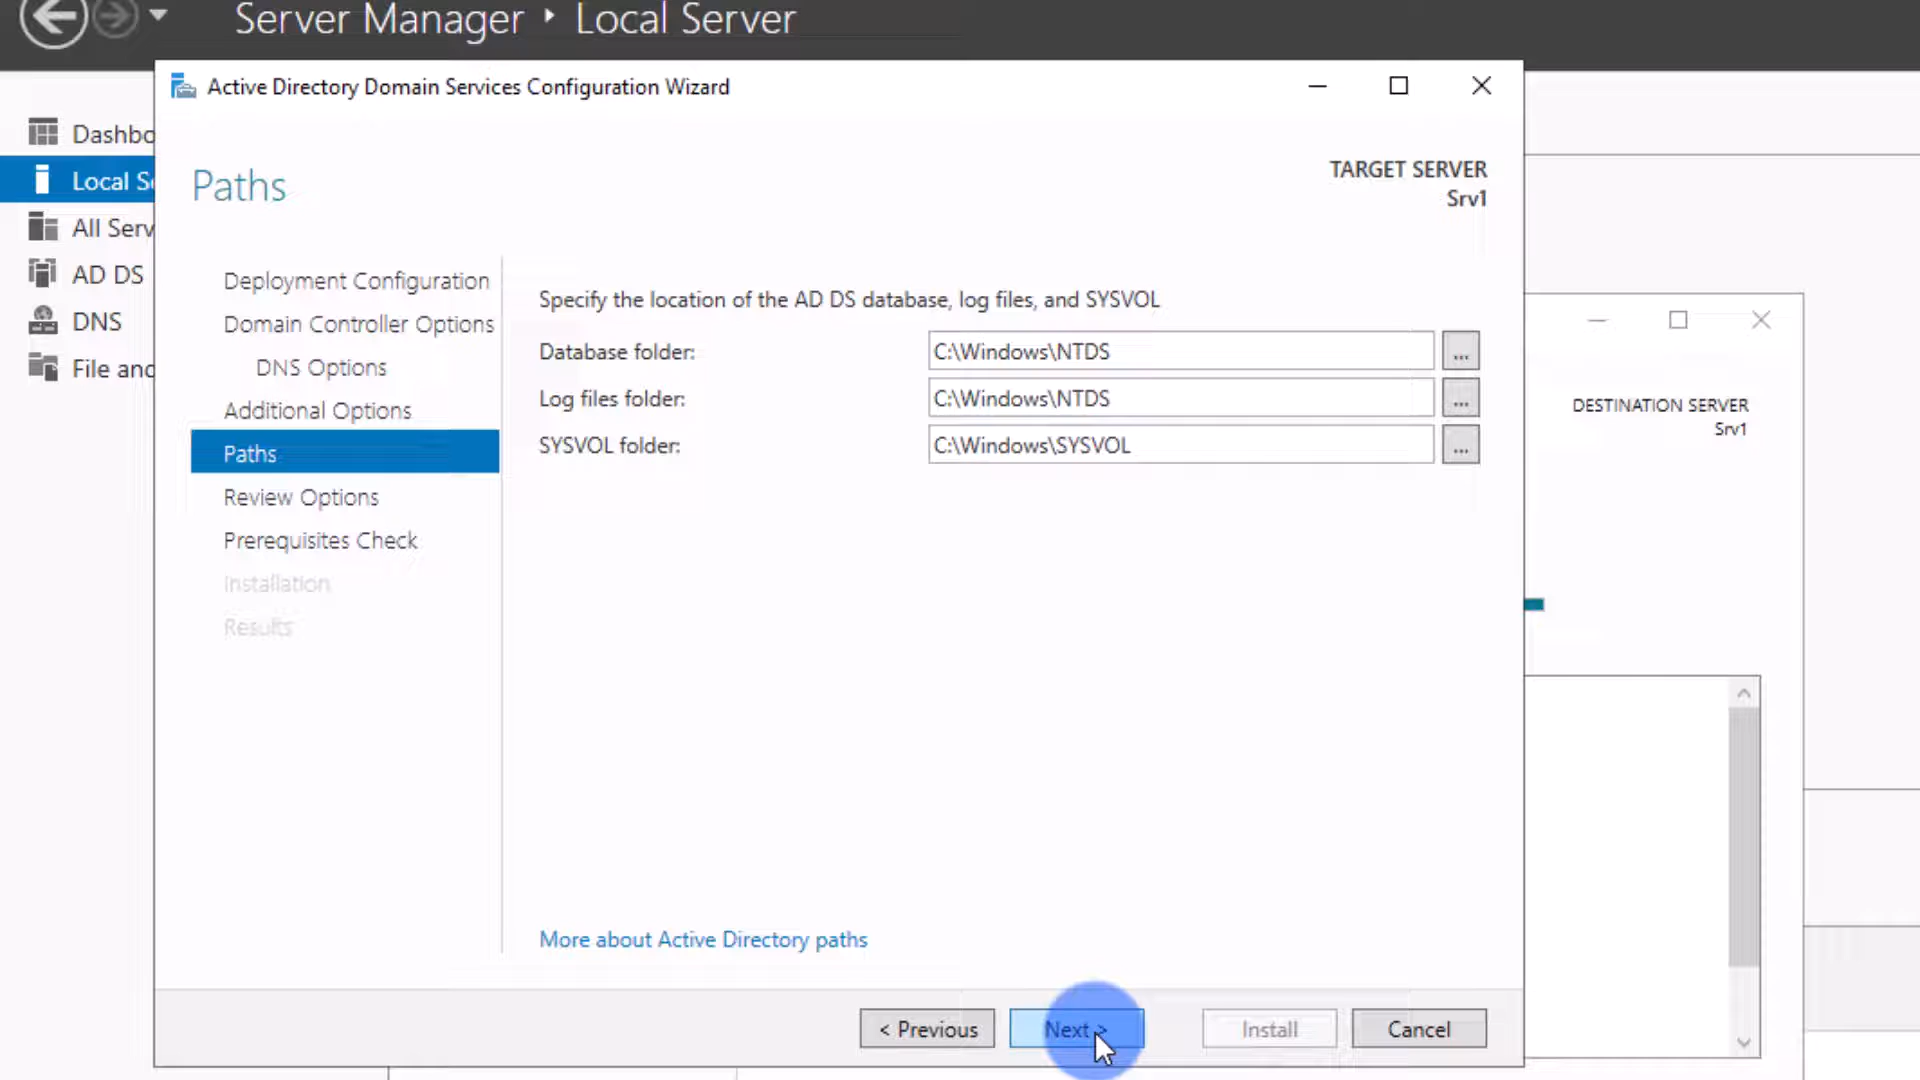 Server Manager ‣ Local Server
Active Directory Domain Services Configuration Wizard
Dashbo
Local Se
All Serv
AD DS
DNS
File and
Paths
TARGET SERVER
Srv1
Deployment Configuration
Domain Controller Options
DNS Options
Additional Options
Paths
Review Options
Prerequisites Check
Installation
Results
Specify the location of the AD DS database, log files, and SYSVOL
Database folder: C:\Windows\NTDS ...
Log files folder: C:\Windows\NTDS ...
SYSVOL folder: C:\Windows\SYSVOL ...
More about Active Directory paths
< Previous Next > Install Cancel
DESTINATION SERVER
Srv1